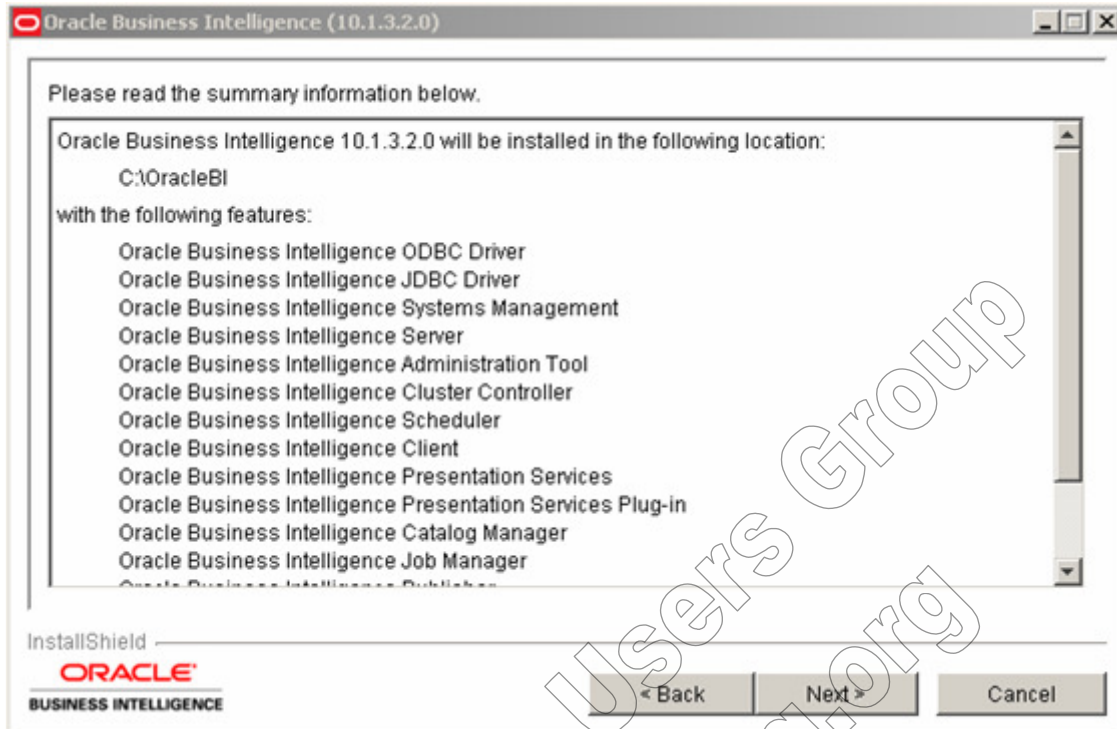 Oracle Business Intelligence (10.1.3.2.0)
Please read the summary information below.
Oracle Business Intelligence 10.1.3.2.0 will be installed in the following location:
C:\OracleBI
with the following features:
Oracle Business Intelligence ODBC Driver
Oracle Business Intelligence JDBC Driver
Oracle Business Intelligence Systems Management
Oracle Business Intelligence Server
Oracle Business Intelligence Administration Tool
Oracle Business Intelligence Cluster Controller
Oracle Business Intelligence Scheduler
Oracle Business Intelligence Client
Oracle Business Intelligence Presentation Services
Oracle Business Intelligence Presentation Services Plug-in
Oracle Business Intelligence Catalog Manager
Oracle Business Intelligence Job Manager
Oracle Business Intelligence Publisher
InstallShield
ORACLE'
BUSINESS INTELLIGENCE
< Back
Next >
Cancel
Users Group
.org